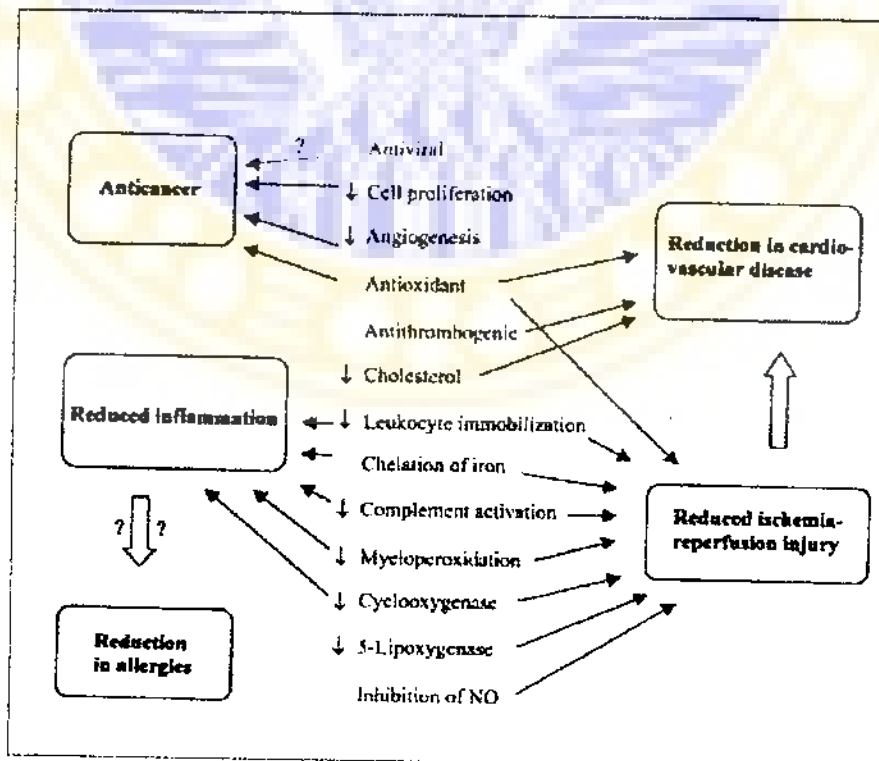 ?
Antiviral
Anticancer
↓ Cell proliferation
↓ Angiogenesis
Reduction in cardio-
vascular disease
Antioxidant
Antithrombogenic
↓ Cholesterol
Reduced inflammation
↓ Leukocyte immobilization
Chelation of iron
↓ Complement activation
Reduced ischemia-
reperfusion injury
? ?
↓ Myeloperoxidation
↓ Cyclooxygenase
Reduction
in allergies
↓ 5-Lipoxygenase
Inhibition of NO